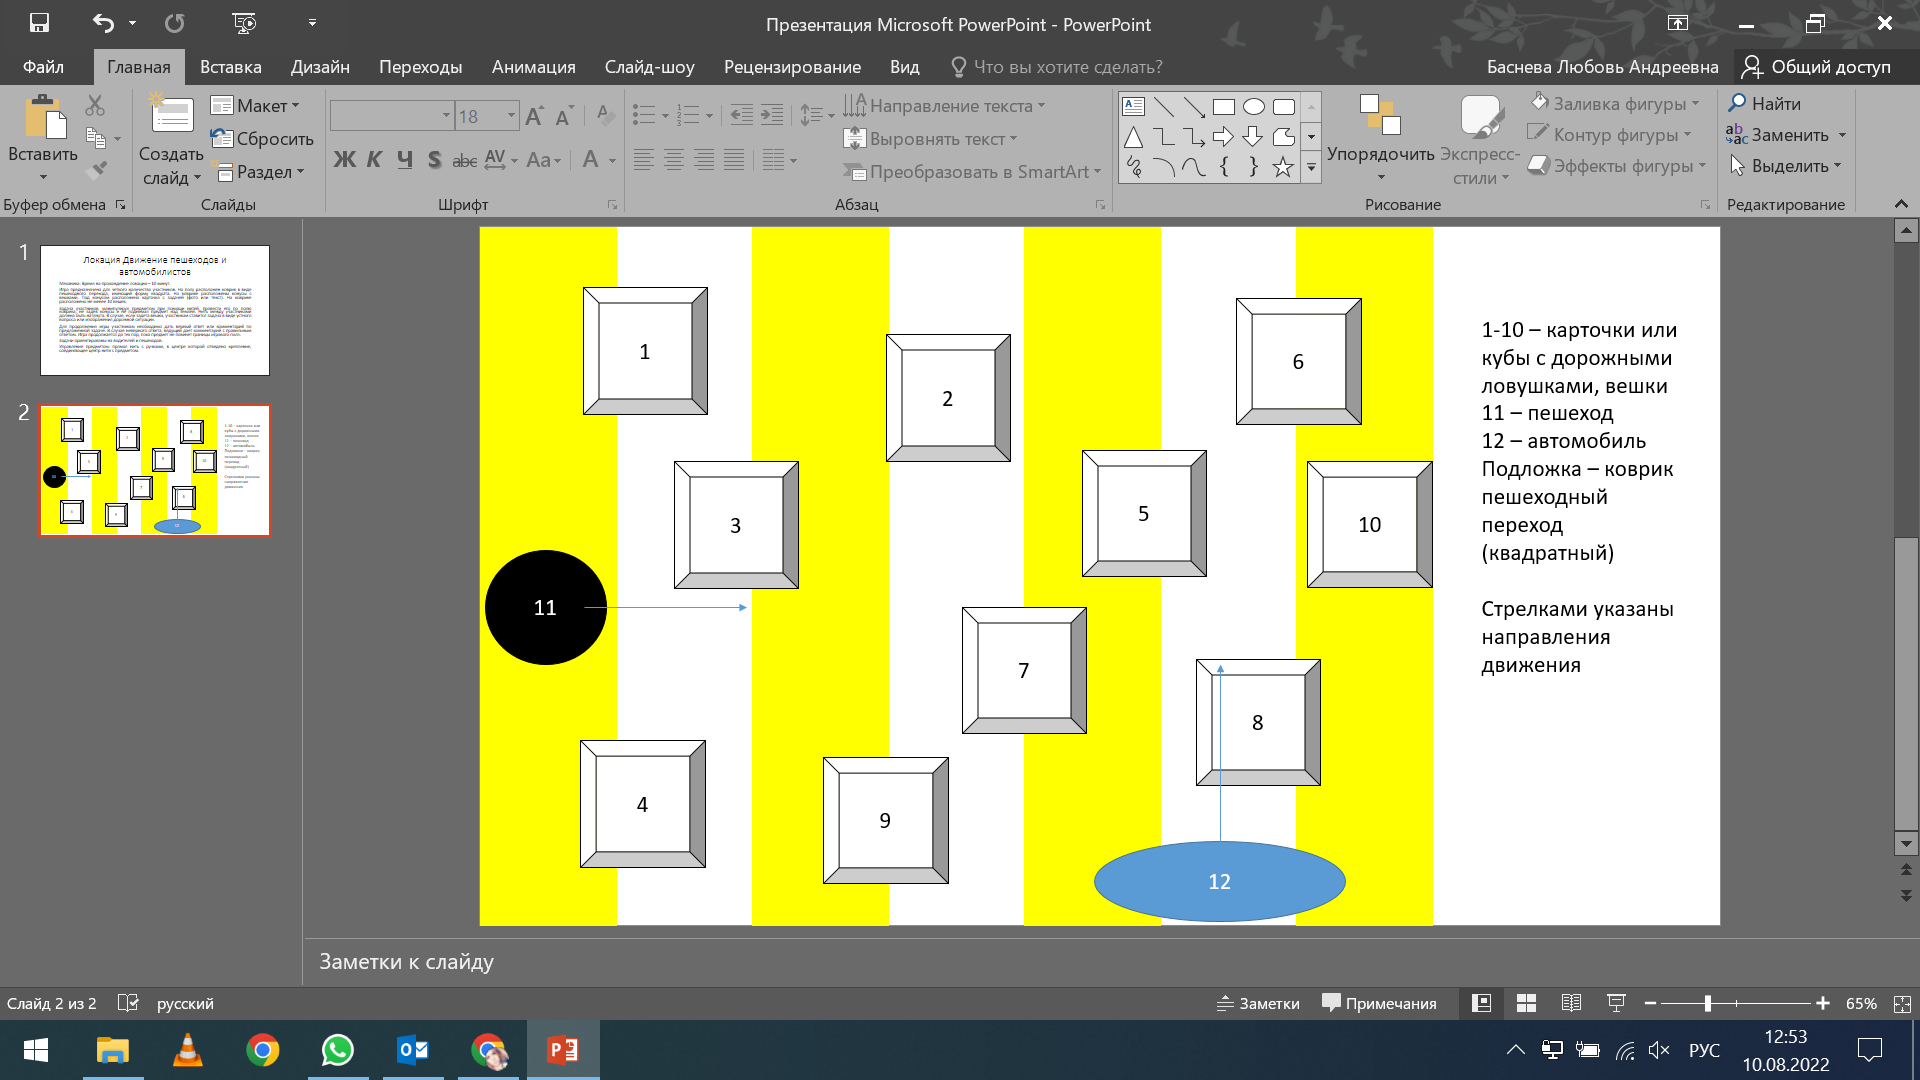 Презентация Microsoft PowerPoint - PowerPoint
Файл Главная Вставка Дизайн Переходы Анимация Слайд-шоу Рецензирование Вид Что вы хотите сделать? Баснева Любовь Андреевна Общий доступ
Вставить
Буфер обмена
Создать
слайд
Макет
Сбросить
Раздел
Слайды
18
Ж К Ч S abc AV Aa А
Шрифт
Направление текста
Выровнять текст
Преобразовать в SmartArt
Абзац
Упорядочить
Экспресс-
стили
Заливка фигуры
Контур фигуры
Эффекты фигуры
Рисование
Найти
Заменить
Выделить
Редактирование
1
Локация Движение пешеходов и
автомобилистов
2
1
2
6
3
5
10
11
7
8
4
9
12
1-10 – карточки или
кубы с дорожными
ловушками, вешки
11 – пешеход
12 – автомобиль
Подложка – коврик
пешеходный
переход
(квадратный)
Стрелками указаны
направления
движения
Заметки к слайду
Слайд 2 из 2 русский Заметки Примечания 65%
РУС
12:53
10.08.2022